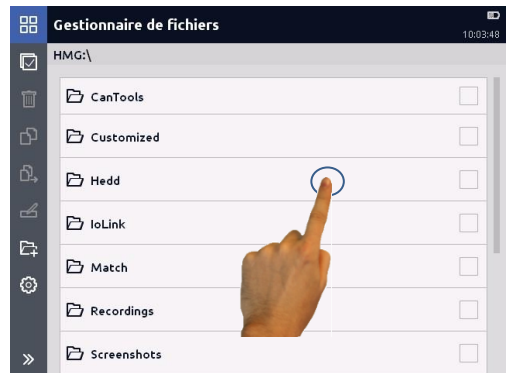 Gestionnaire de fichiers
10:03:48
HMG:\
CanTools
Customized
Hedd
IoLink
Match
Recordings
Screenshots